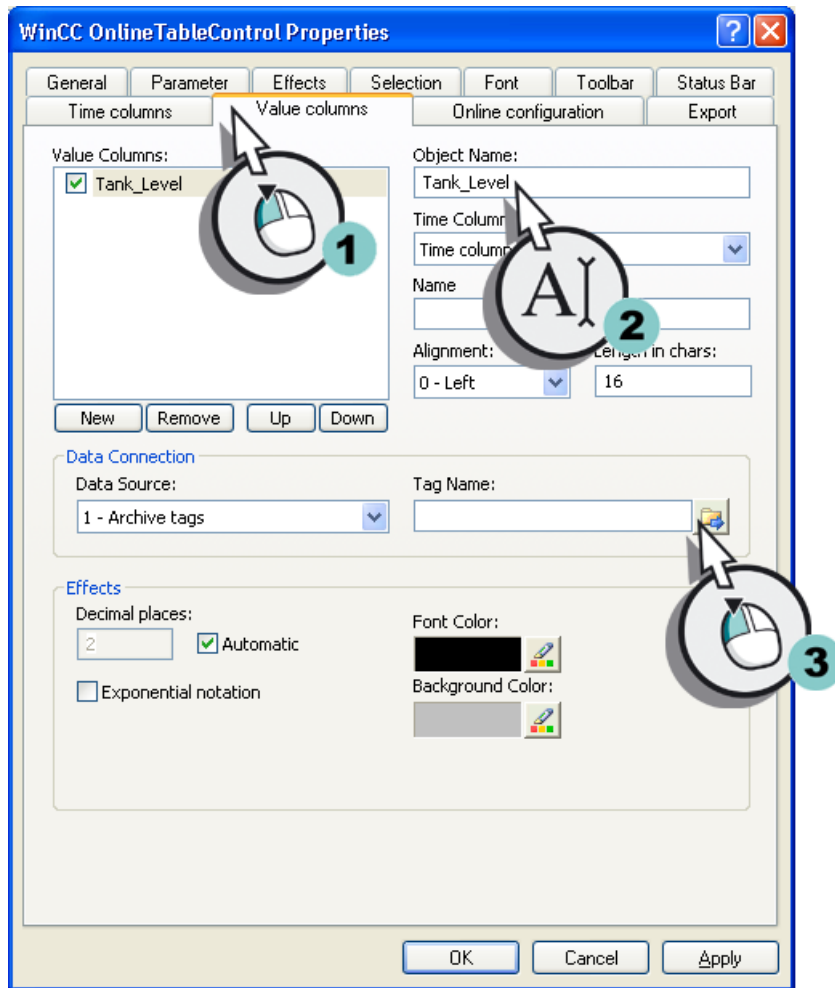 WinCC OnlineTableControl Properties
General Parameter Effects Selection Font Toolbar Status Bar
Time columns Value columns Online configuration Export
Value Columns:
Tank_Level
1
Object Name:
Tank_Level
Time Column
Time column
Name
2
Alignment: Length in chars:
0 - Left 16
New Remove Up Down
Data Connection
Data Source: Tag Name:
1 - Archive tags
3
Effects
Decimal places:
2 Automatic
Exponential notation
Font Color:
Background Color:
OK Cancel Apply